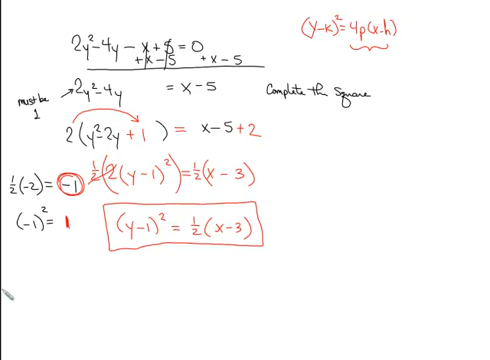 (y-k)² = 4p(x-h)
2y² - 4y - x + 5 = 0
+x - 5 + x - 5
must be 1
2y² - 4y = x - 5
Complete the Square
2(y² - 2y + 1) = x - 5 + 2
½(-2) = -1
½(2(y - 1)²) = ½(x - 3)
(-1)² = 1
(y - 1)² = ½(x - 3)